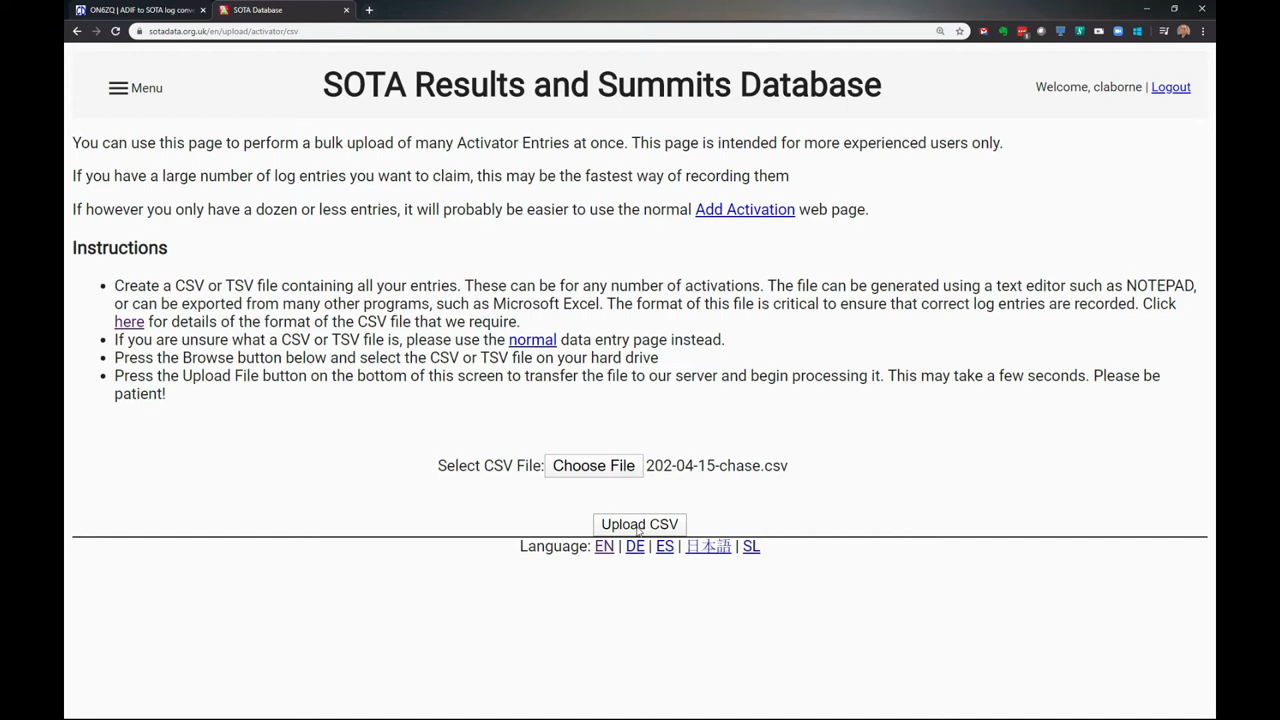 ON6ZQ | ADIF to SOTA log conv
SOTA Database
sotadata.org.uk/en/upload/activator/csv
Menu
SOTA Results and Summits Database
Welcome, claborne | Logout
You can use this page to perform a bulk upload of many Activator Entries at once. This page is intended for more experienced users only.
If you have a large number of log entries you want to claim, this may be the fastest way of recording them
If however you only have a dozen or less entries, it will probably be easier to use the normal Add Activation web page.
Instructions
• Create a CSV or TSV file containing all your entries. These can be for any number of activations. The file can be generated using a text editor such as NOTEPAD,
or can be exported from many other programs, such as Microsoft Excel. The format of this file is critical to ensure that correct log entries are recorded. Click
here for details of the format of the CSV file that we require.
• If you are unsure what a CSV or TSV file is, please use the normal data entry page instead.
• Press the Browse button below and select the CSV or TSV file on your hard drive
• Press the Upload File button on the bottom of this screen to transfer the file to our server and begin processing it. This may take a few seconds. Please be
patient!
Select CSV File: Choose File 202-04-15-chase.csv
Upload CSV
Language: EN | DE | ES | 日本語 | SL